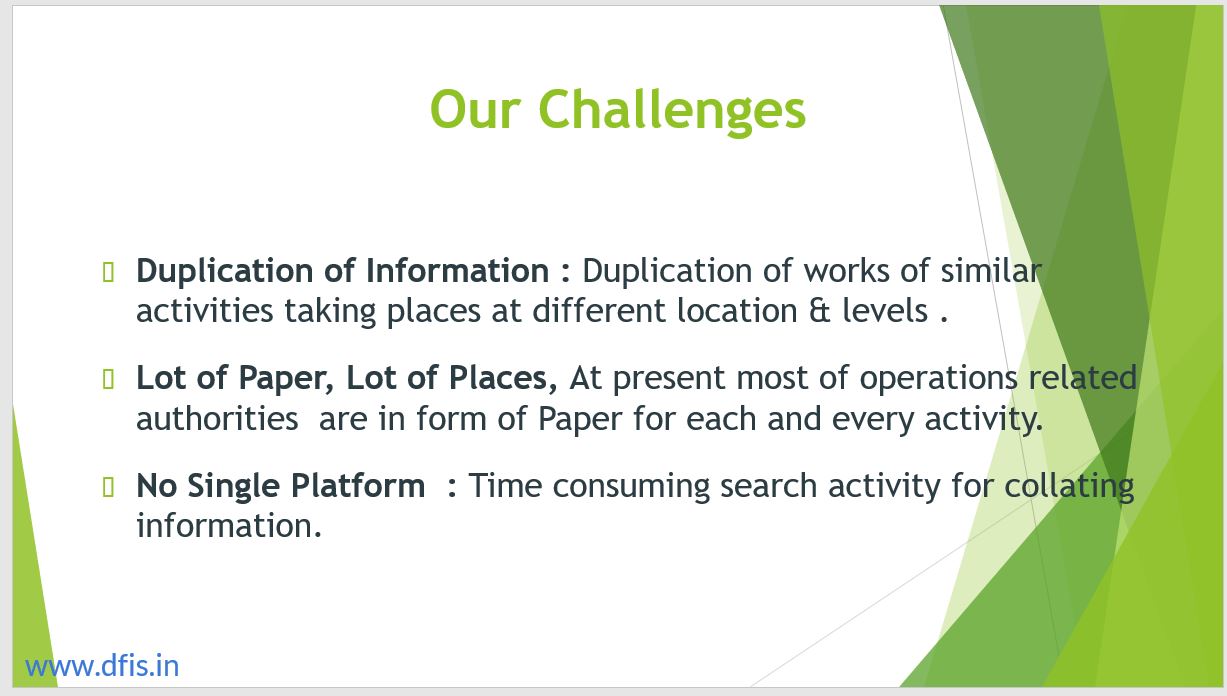 Our Challenges
Duplication of Information : Duplication of works of similar
activities taking places at different location & levels .
Lot of Paper, Lot of Places, At present most of operations related
authorities  are in form of Paper for each and every activity.
No Single Platform  : Time consuming search activity for collating
information.
www.dfis.in